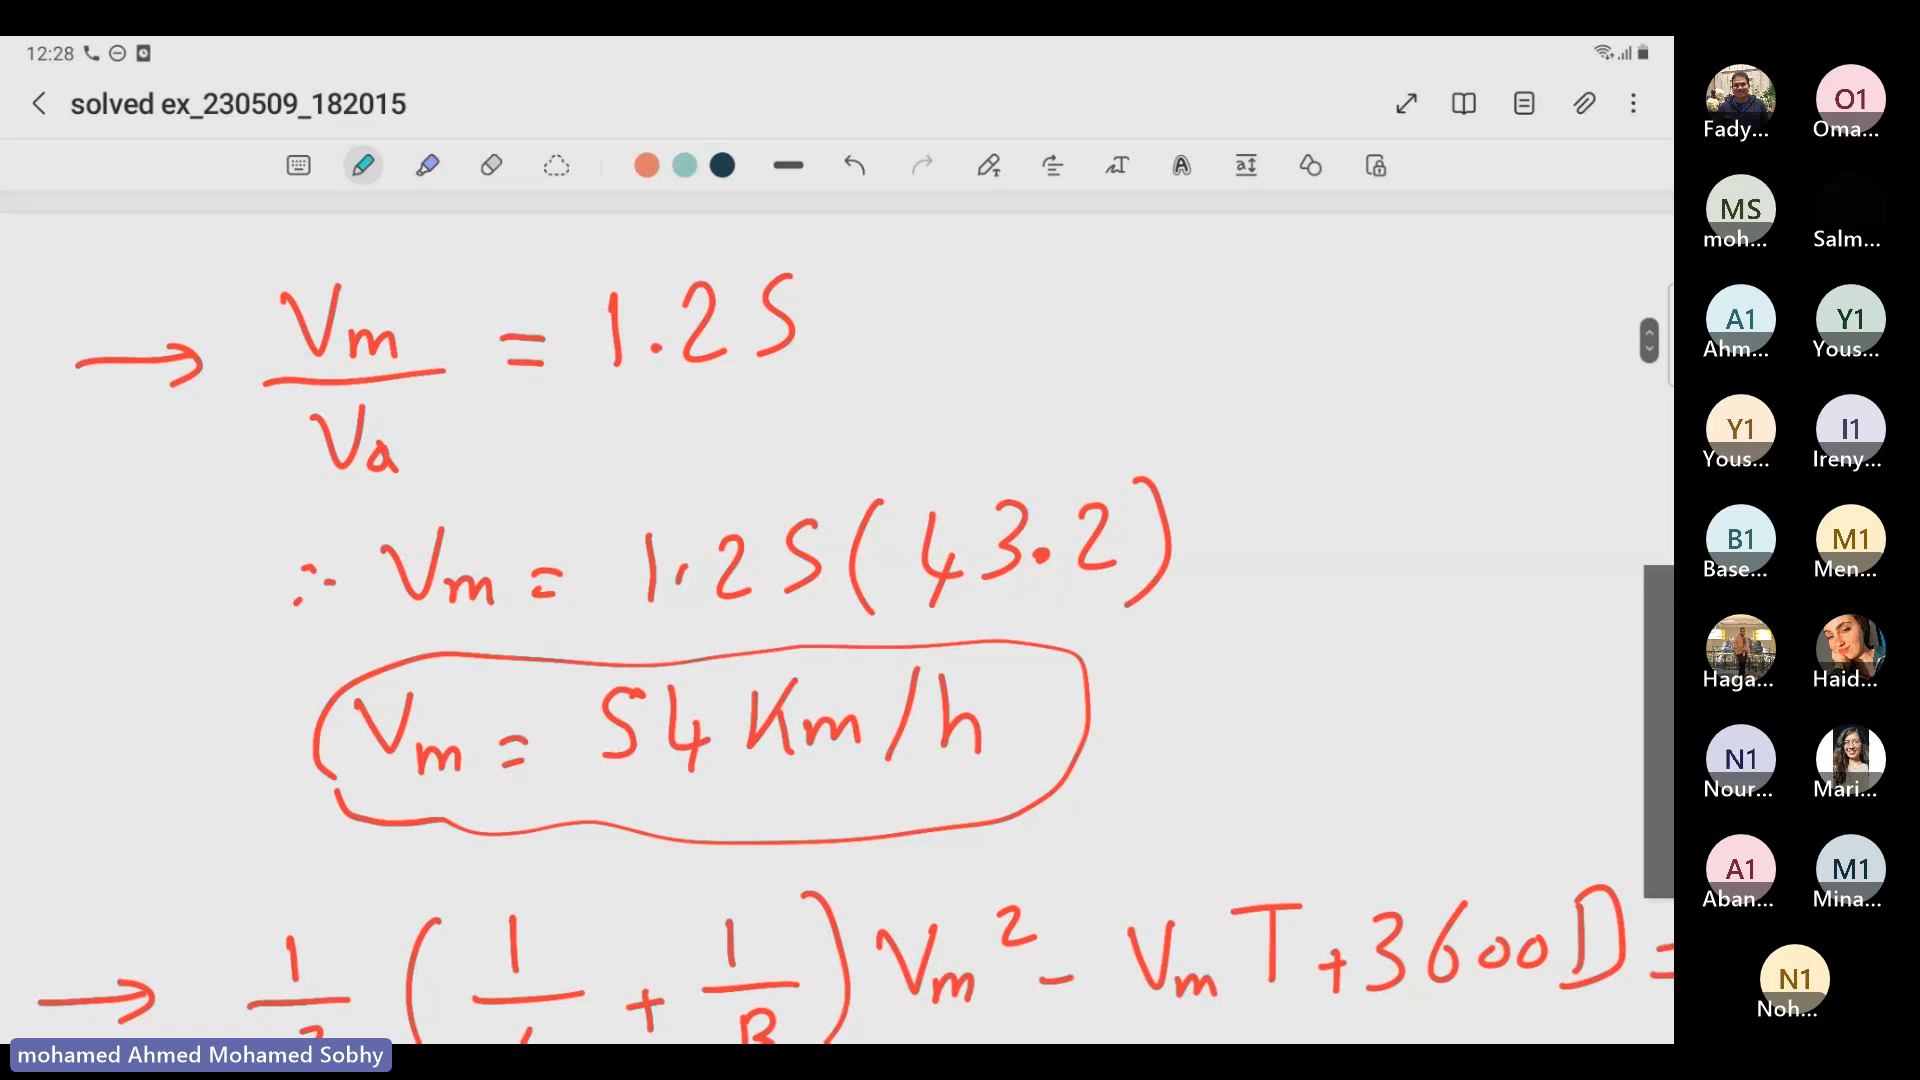 12:28
solved ex_230509_182015
→ Vm / Va = 1.25
∴ Vm = 1.25(43.2)
Vm = 54 Km/h
→ 1 ( 1 + 1 / B ) Vm² - Vm T + 3600 D =
mohamed Ahmed Mohamed Sobhy
Fady...
O1
Oma...
MS
moh...
Salm...
A1
Ahm...
Y1
Yous...
Y1
Yous...
I1
Ireny...
B1
Base...
M1
Men...
Haga...
Haid...
N1
Nour...
Mari...
A1
Aban...
M1
Mina...
N1
Noh...